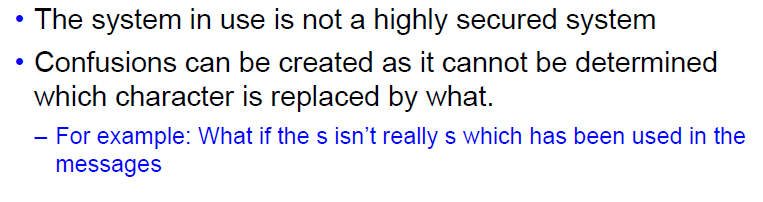 • The system in use is not a highly secured system
• Confusions can be created as it cannot be determined
which character is replaced by what.
– For example: What if the s isn't really s which has been used in the
messages